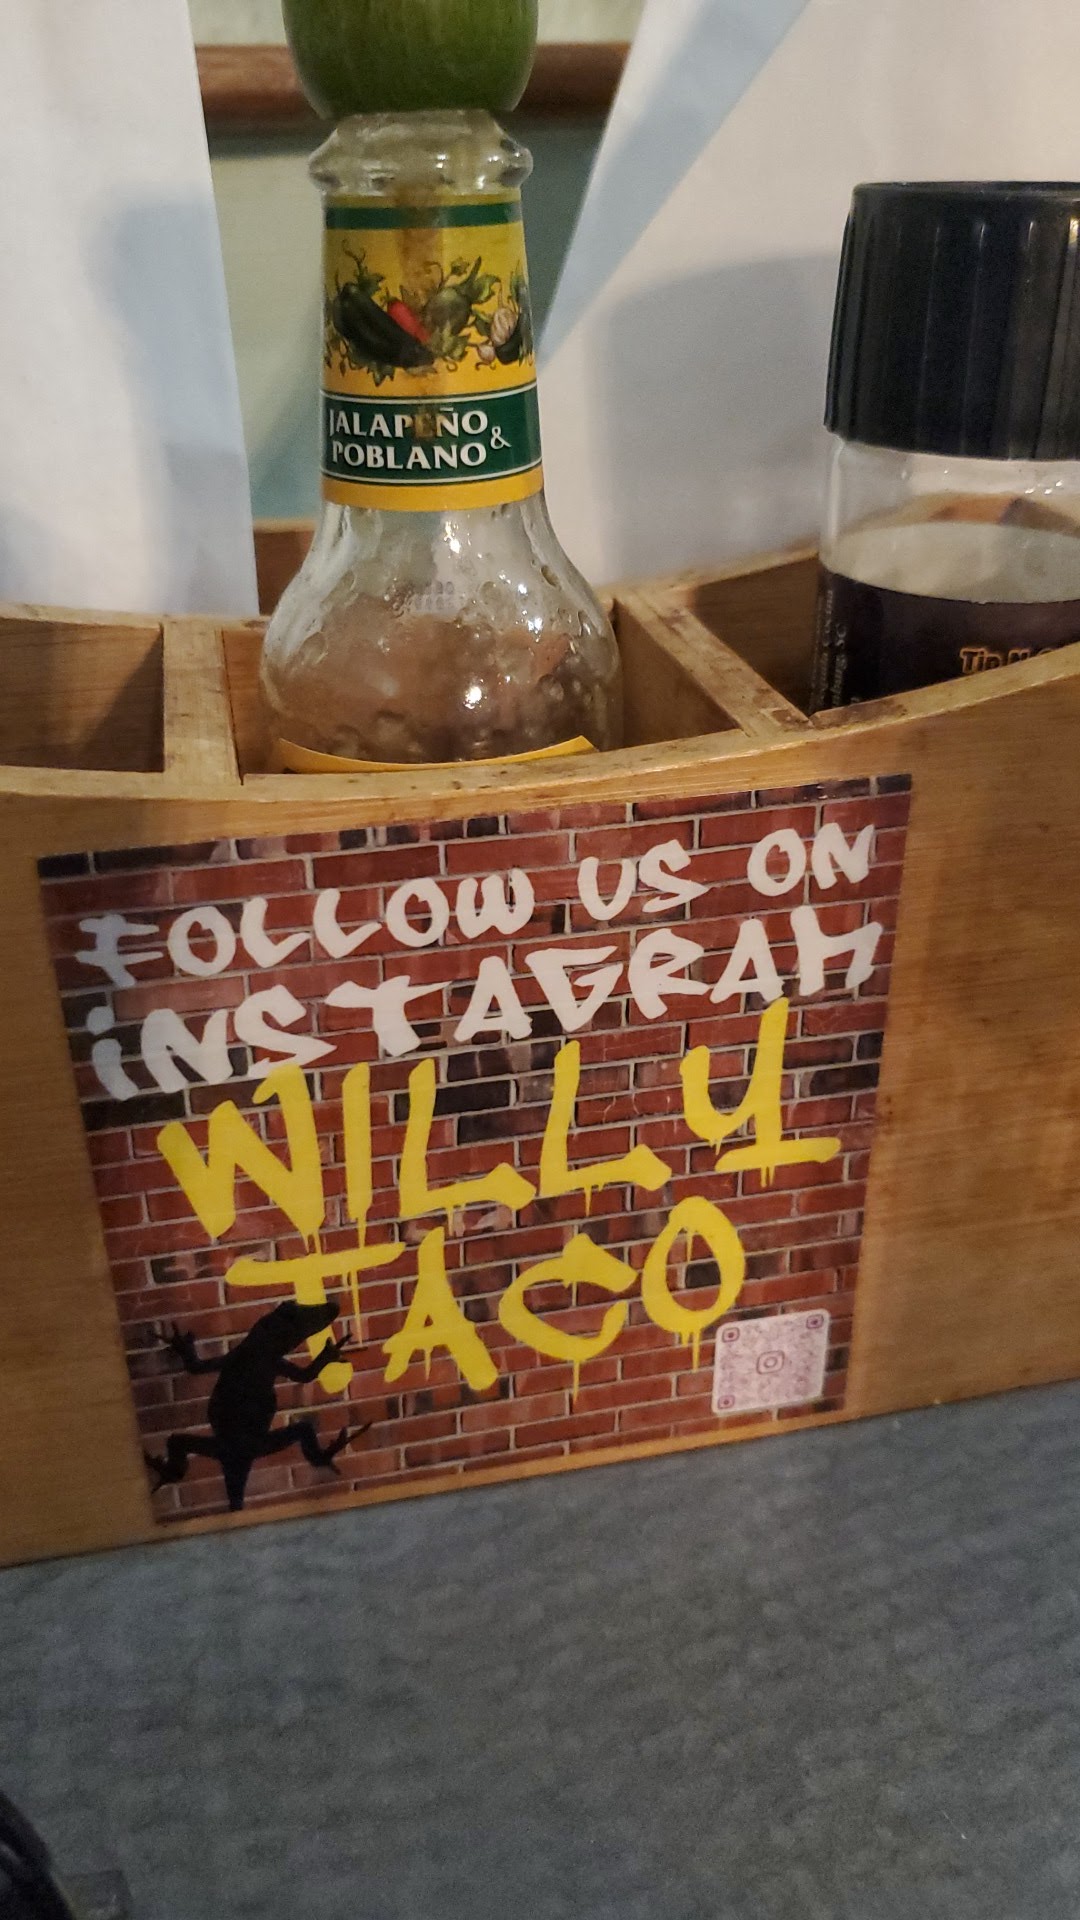 JALAPEÑO
& POBLANO
FOLLOW US ON
iNSTAGRAM
WILLY
TACO